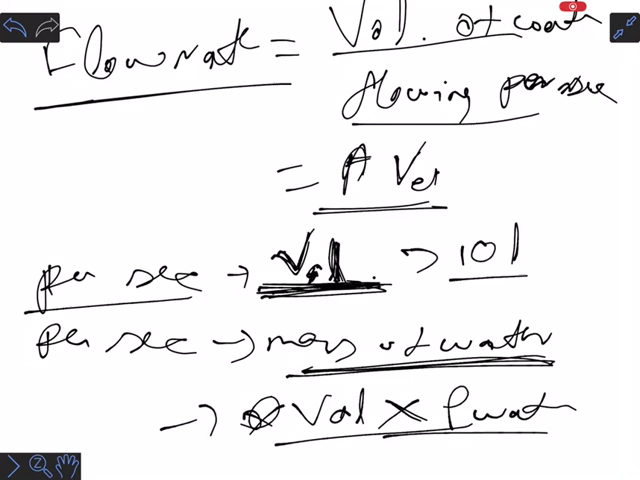 Flow rate = Vol. of water
flowing per sec
= A Vel
per sec → Vol. → 10 l
per sec → mass of water
→ Vol × ρ water